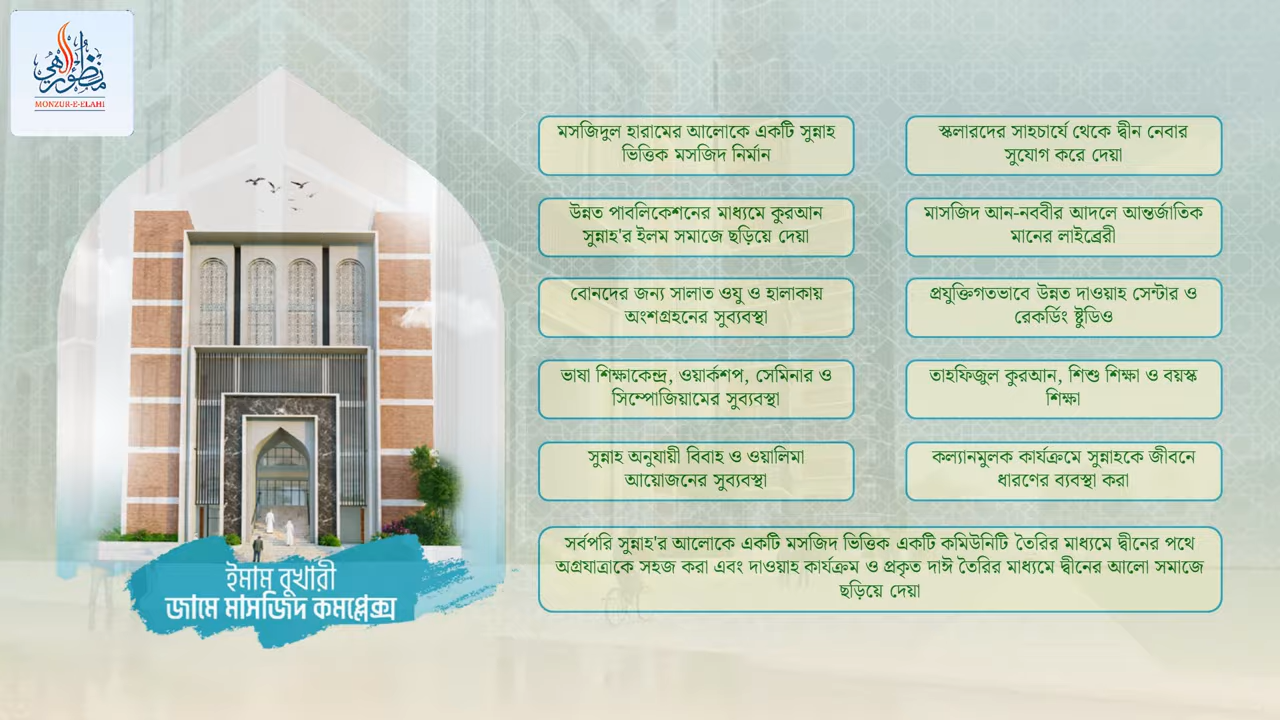 منظور إلهي
MONZUR-E-ELAHI
ইমাম বুখারী
জামে মাসজিদ কমপ্লেক্স
মসজিদুল হারামের আলোকে একটি সুন্নাহ
ভিত্তিক মসজিদ নির্মান
স্কলারদের সাহচার্যে থেকে দ্বীন নেবার
সুযোগ করে দেয়া
উন্নত পাবলিকেশনের মাধ্যমে কুরআন
সুন্নাহ'র ইলম সমাজে ছড়িয়ে দেয়া
মাসজিদ আন-নববীর আদলে আন্তর্জাতিক
মানের লাইব্রেরী
বোনদের জন্য সালাত ওযু ও হালাকায়
অংশগ্রহনের সুব্যবস্থা
প্রযুক্তিগতভাবে উন্নত দাওয়াহ সেন্টার ও
রেকর্ডিং ষ্টুডিও
ভাষা শিক্ষাকেন্দ্র, ওয়ার্কশপ, সেমিনার ও
সিম্পোজিয়ামের সুব্যবস্থা
তাহফিজুল কুরআন, শিশু শিক্ষা ও বয়স্ক
শিক্ষা
সুন্নাহ অনুযায়ী বিবাহ ও ওয়ালিমা
আয়োজনের সুব্যবস্থা
কল্যানমুলক কার্যক্রমে সুন্নাহকে জীবনে
ধারণের ব্যবস্থা করা
সর্বপরি সুন্নাহ'র আলোকে একটি মসজিদ ভিত্তিক একটি কমিউনিটি তৈরির মাধ্যমে দ্বীনের পথে
অগ্রযাত্রাকে সহজ করা এবং দাওয়াহ কার্যক্রম ও প্রকৃত দাঈ তৈরির মাধ্যমে দ্বীনের আলো সমাজে
ছড়িয়ে দেয়া